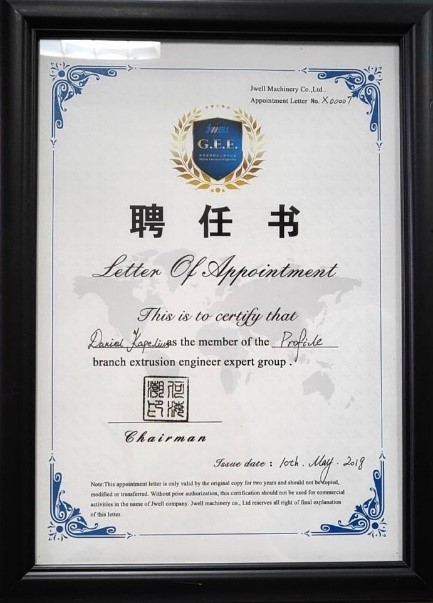 Jwell Machinery Co.,Ltd..
Appointment Letter No. X00007
JWELL
G.E.E.
聘任书
Letter Of Appointment
This is to certify that
Daniel as the member of the Proficle
branch extrusion engineer expert group .
Chairman
Issue date : 10th. May. 2018
Note:This appointment letter is only valid by the original copy for two years and should not be copied,
modified or transferred. Without prior authorization, this certification should not be used for commercial
activities in the name of Jwell company. Jwell machinery co., Ltd reserves all right of final explanation
of this letter.